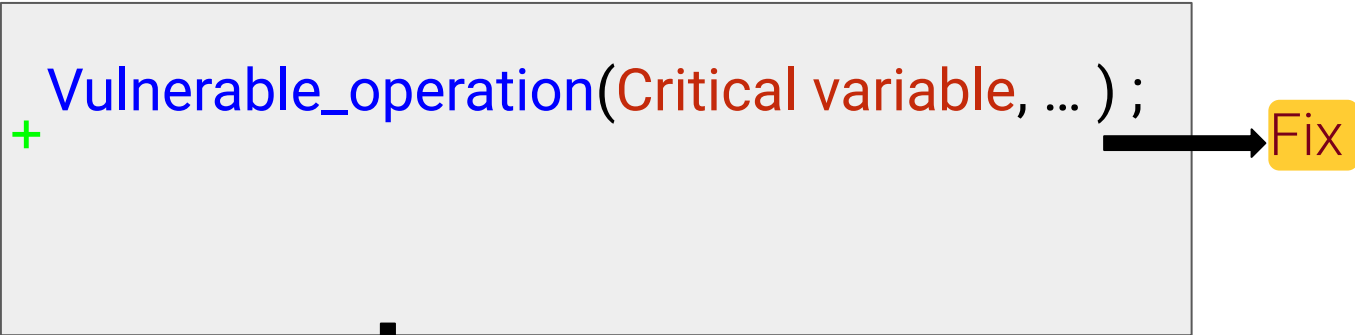 Vulnerable_operation(Critical variable, … ) ;
+
Fix